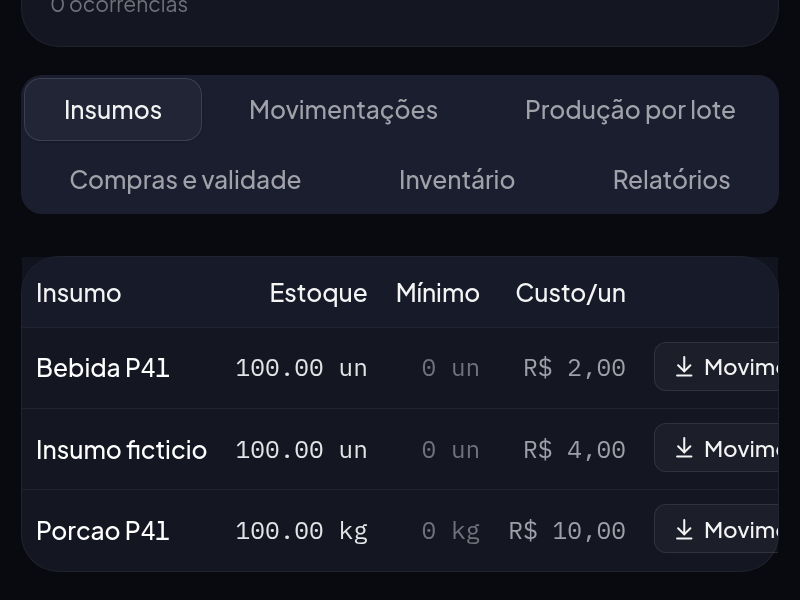 0 ocorrências
Insumos Movimentações Produção por lote
Compras e validade Inventário Relatórios
Insumo Estoque Mínimo Custo/un
Bebida P41 100.00 un 0 un R$ 2,00
Insumo ficticio 100.00 un 0 un R$ 4,00
Porcao P41 100.00 kg 0 kg R$ 10,00